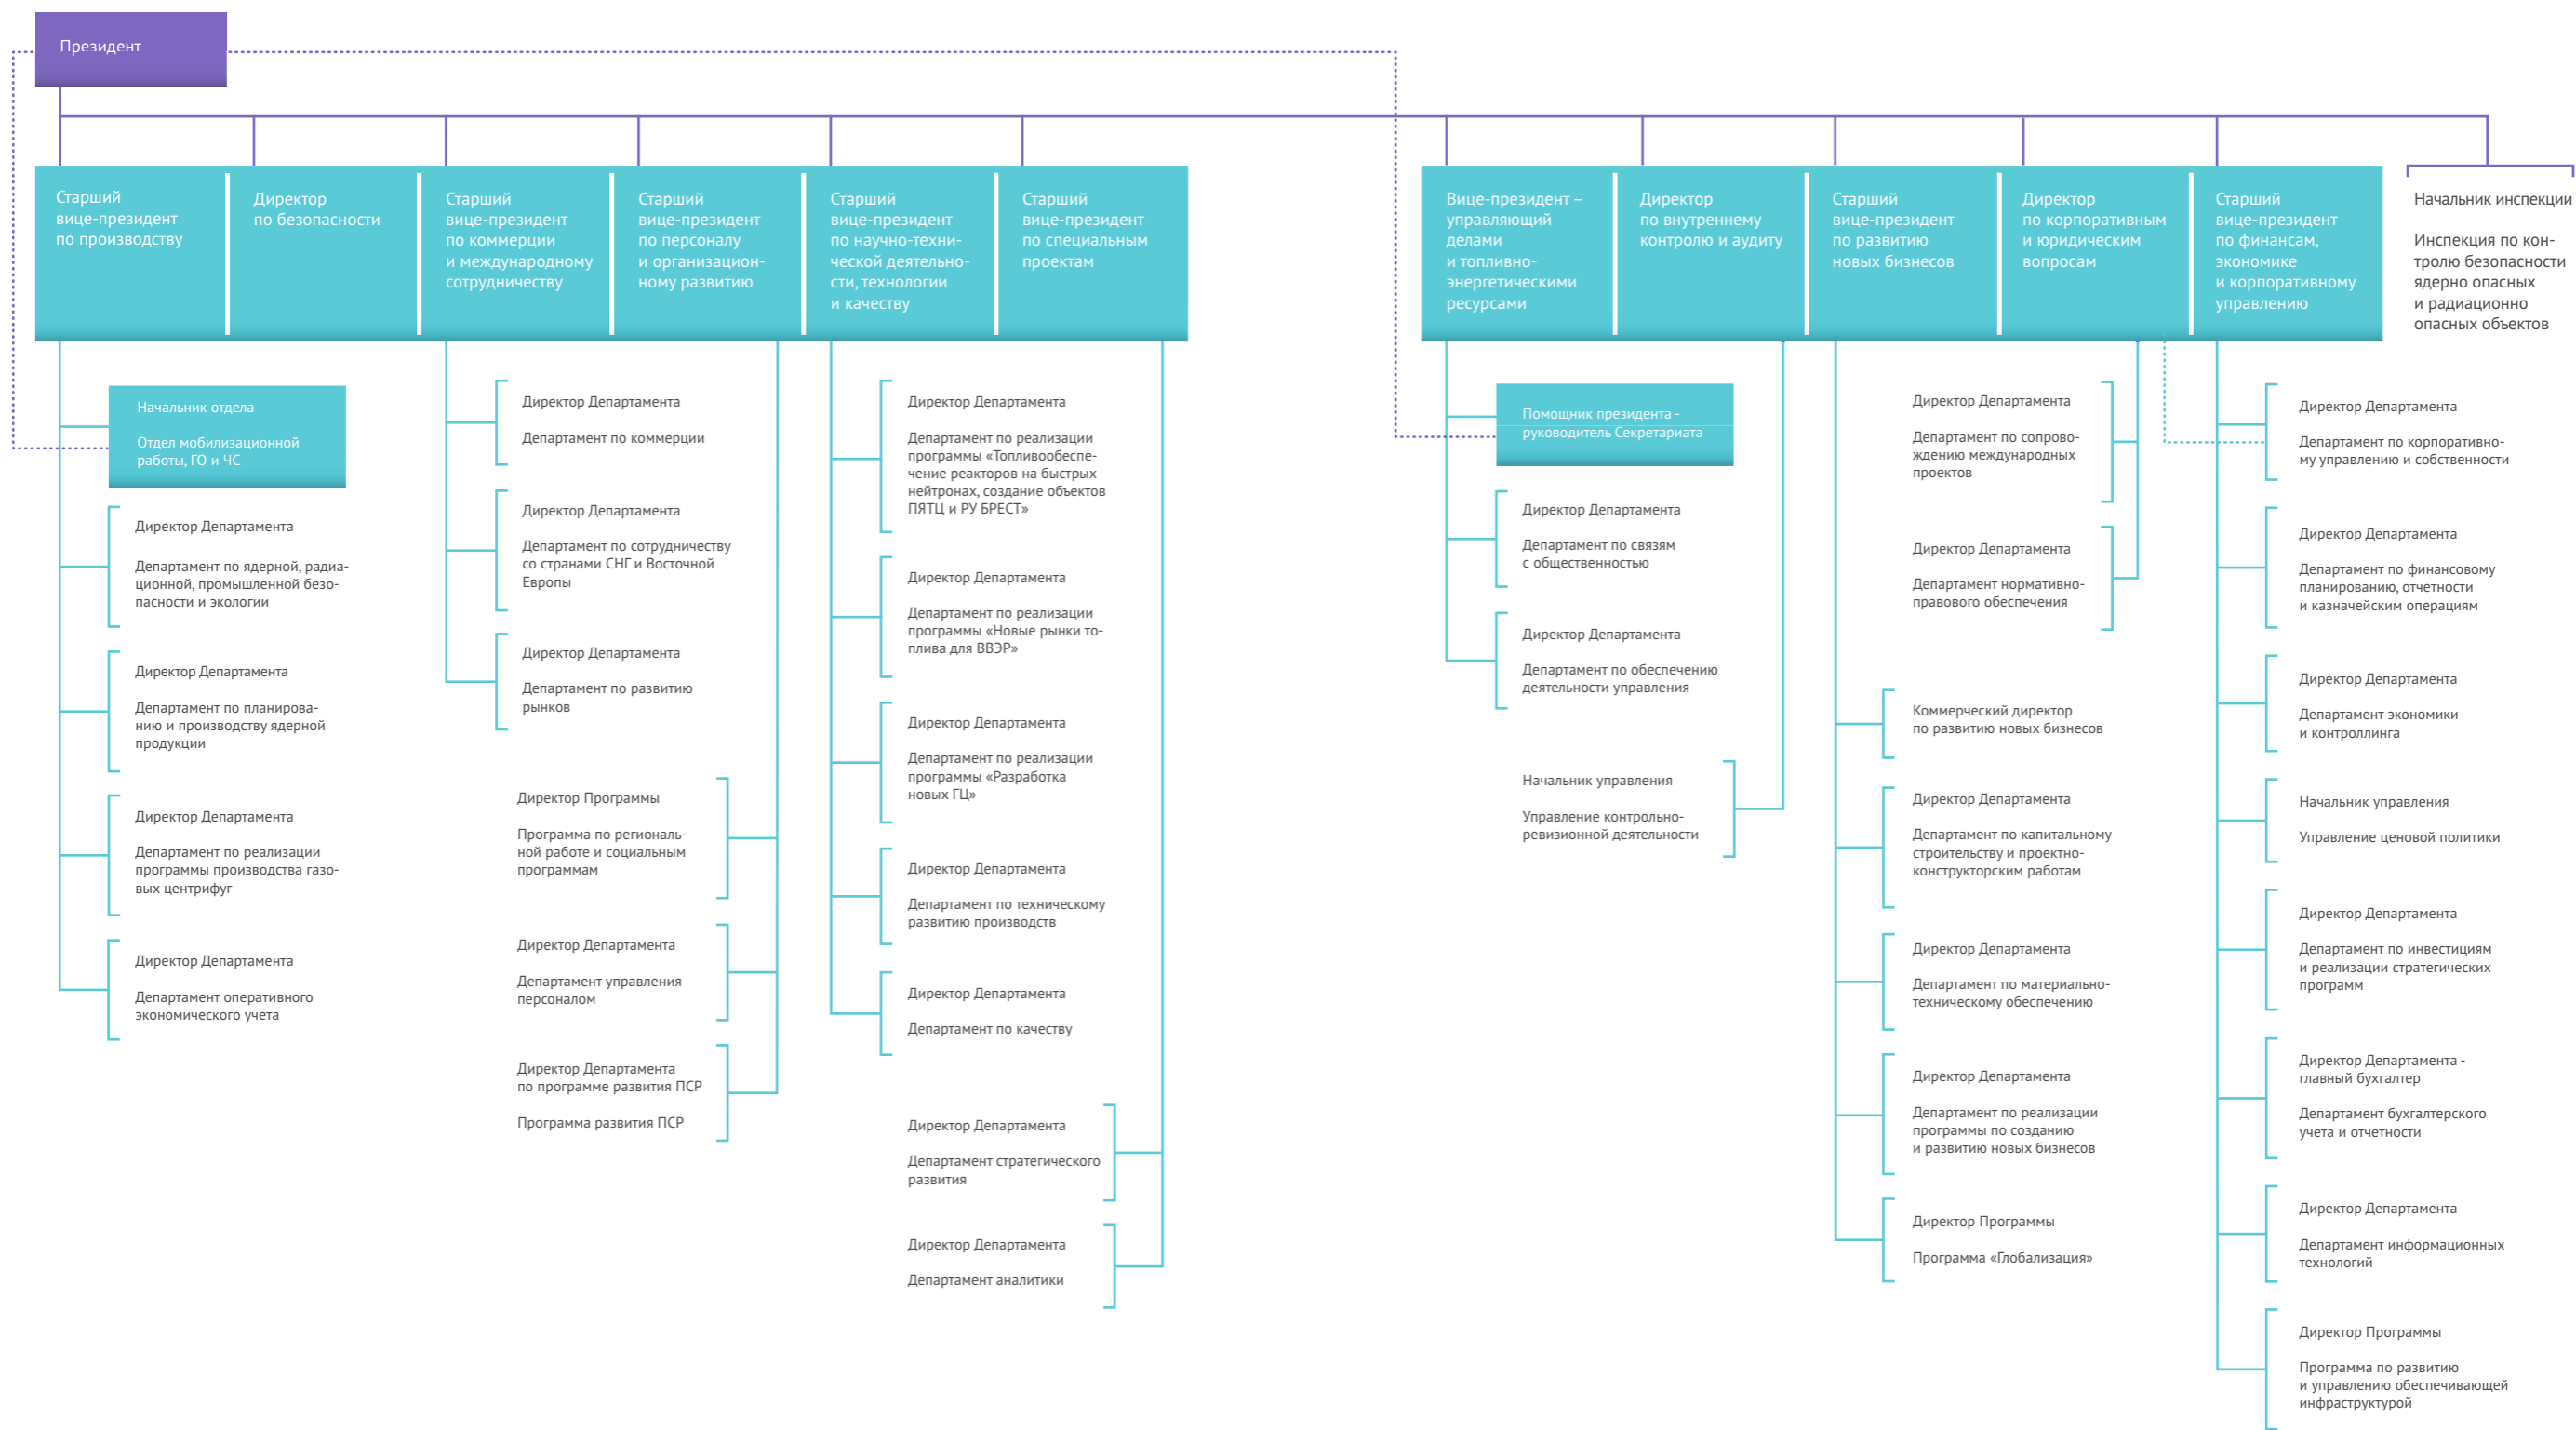 Президент
Старший
вице-президент
по производству
Директор
по безопасности
Старший
вице-президент
по коммерции
и международному
сотрудничеству
Старший
вице-президент
по персоналу
и организацион-
ному развитию
Старший
вице-президент
по научно-техни-
ческой деятельно-
сти, технологии
и качеству
Старший
вице-президент
по специальным
проектам
Вице-президент –
управляющий
делами
и топливно-
энергетическими
ресурсами
Директор
по внутреннему
контролю и аудиту
Старший
вице-президент
по развитию
новых бизнесов
Директор
по корпоративным
и юридическим
вопросам
Старший
вице-президент
по финансам,
экономике
и корпоративному
управлению
Начальник инспекции
Инспекция по кон-
тролю безопасности
ядерно опасных
и радиационно
опасных объектов
Начальник отдела
Отдел мобилизационной
работы, ГО и ЧС
Директор Департамента
Департамент по ядерной, радиа-
ционной, промышленной безо-
пасности и экологии
Директор Департамента
Департамент по планирова-
нию и производству ядерной
продукции
Директор Департамента
Департамент по реализации
программы производства газо-
вых центрифуг
Директор Департамента
Департамент оперативного
экономического учета
Директор Департамента
Департамент по коммерции
Директор Департамента
Департамент по сотрудничеству
со странами СНГ и Восточной
Европы
Директор Департамента
Департамент по развитию
рынков
Директор Программы
Программа по региональ-
ной работе и социальным
программам
Директор Департамента
Департамент управления
персоналом
Директор Департамента
по программе развития ПСР
Программа развития ПСР
Директор Департамента
Департамент по реализации
программы «Топливообеспе-
чение реакторов на быстрых
нейтронах, создание объектов
ПЯТЦ и РУ БРЕСТ»
Директор Департамента
Департамент по реализации
программы «Новые рынки то-
плива для ВВЭР»
Директор Департамента
Департамент по реализации
программы «Разработка
новых ГЦ»
Директор Департамента
Департамент по техническому
развитию производств
Директор Департамента
Департамент по качеству
Директор Департамента
Департамент стратегического
развития
Директор Департамента
Департамент аналитики
Помощник президента -
руководитель Секретариата
Директор Департамента
Департамент по связям
с общественностью
Директор Департамента
Департамент по обеспечению
деятельности управления
Начальник управления
Управление контрольно-
ревизионной деятельности
Директор Департамента
Департамент по сопрово-
ждению международных
проектов
Директор Департамента
Департамент нормативно-
правового обеспечения
Коммерческий директор
по развитию новых бизнесов
Директор Департамента
Департамент по капитальному
строительству и проектно-
конструкторским работам
Директор Департамента
Департамент по материально-
техническому обеспечению
Директор Департамента
Департамент по реализации
программы по созданию
и развитию новых бизнесов
Директор Программы
Программа «Глобализация»
Директор Департамента
Департамент по корпоративно-
му управлению и собственности
Директор Департамента
Департамент по финансовому
планированию, отчетности
и казначейским операциям
Директор Департамента
Департамент экономики
и контроллинга
Начальник управления
Управление ценовой политики
Директор Департамента
Департамент по инвестициям
и реализации стратегических
программ
Директор Департамента -
главный бухгалтер
Департамент бухгалтерского
учета и отчетности
Директор Департамента
Департамент информационных
технологий
Директор Программы
Программа по развитию
и управлению обеспечивающей
инфраструктурой